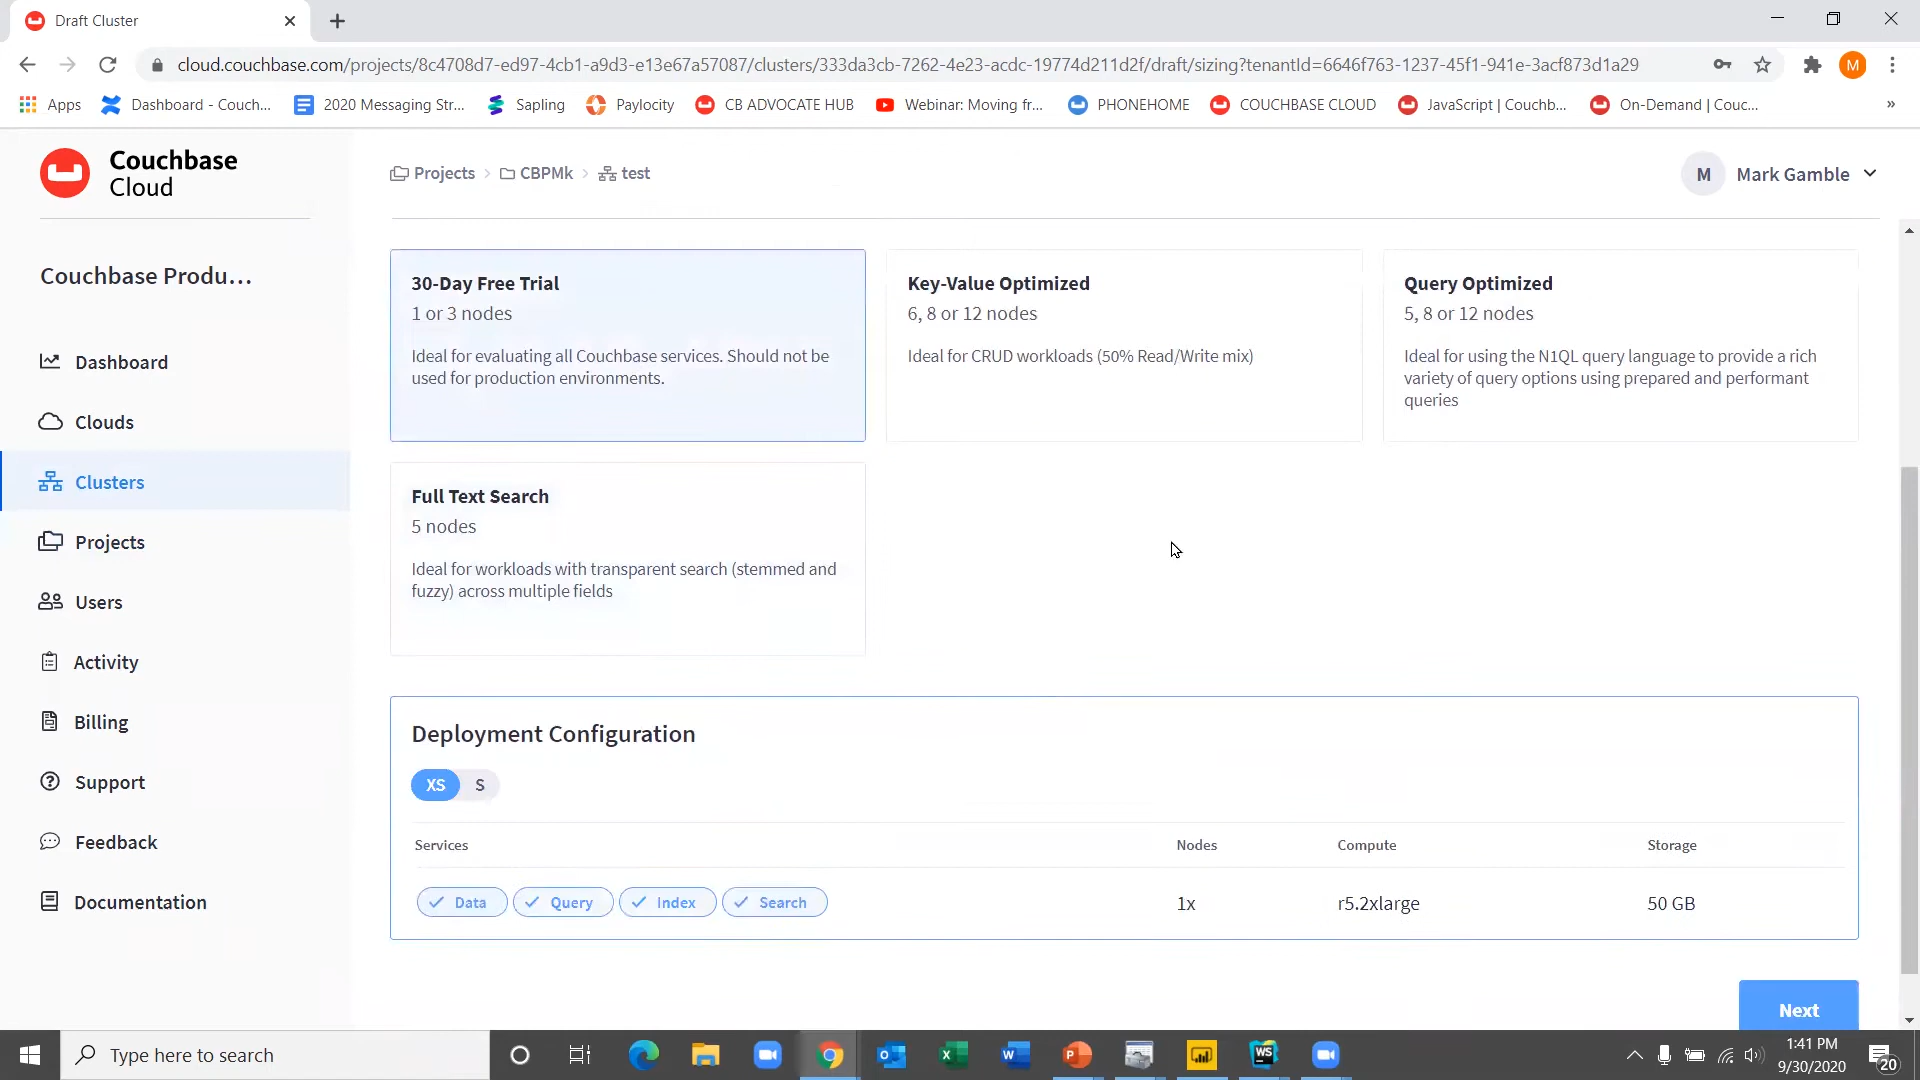 Draft Cluster
cloud.couchbase.com/projects/8c4708d7-ed97-4cb1-a9d3-e13e67a57087/clusters/333da3cb-7262-4e23-acdc-19774d211d2f/draft/sizing?tenantId=6646f763-1237-45f1-941e-3acf873d1a29
M
Apps
Dashboard - Couch...
2020 Messaging Str...
Sapling
Paylocity
CB ADVOCATE HUB
Webinar: Moving fr...
PHONEHOME
COUCHBASE CLOUD
JavaScript | Couchb...
On-Demand | Couc...
»
Couchbase
Cloud
Projects > CBPMk > test
M Mark Gamble
Couchbase Produ...
Dashboard
Clouds
Clusters
Projects
Users
Activity
Billing
Support
Feedback
Documentation
30-Day Free Trial
1 or 3 nodes
Ideal for evaluating all Couchbase services. Should not be
used for production environments.
Key-Value Optimized
6, 8 or 12 nodes
Ideal for CRUD workloads (50% Read/Write mix)
Query Optimized
5, 8 or 12 nodes
Ideal for using the N1QL query language to provide a rich
variety of query options using prepared and performant
queries
Full Text Search
5 nodes
Ideal for workloads with transparent search (stemmed and
fuzzy) across multiple fields
Deployment Configuration
XS S
Services Nodes Compute Storage
Data Query Index Search 1x r5.2xlarge 50 GB
Next
Type here to search
WS
1:41 PM
9/30/2020
20